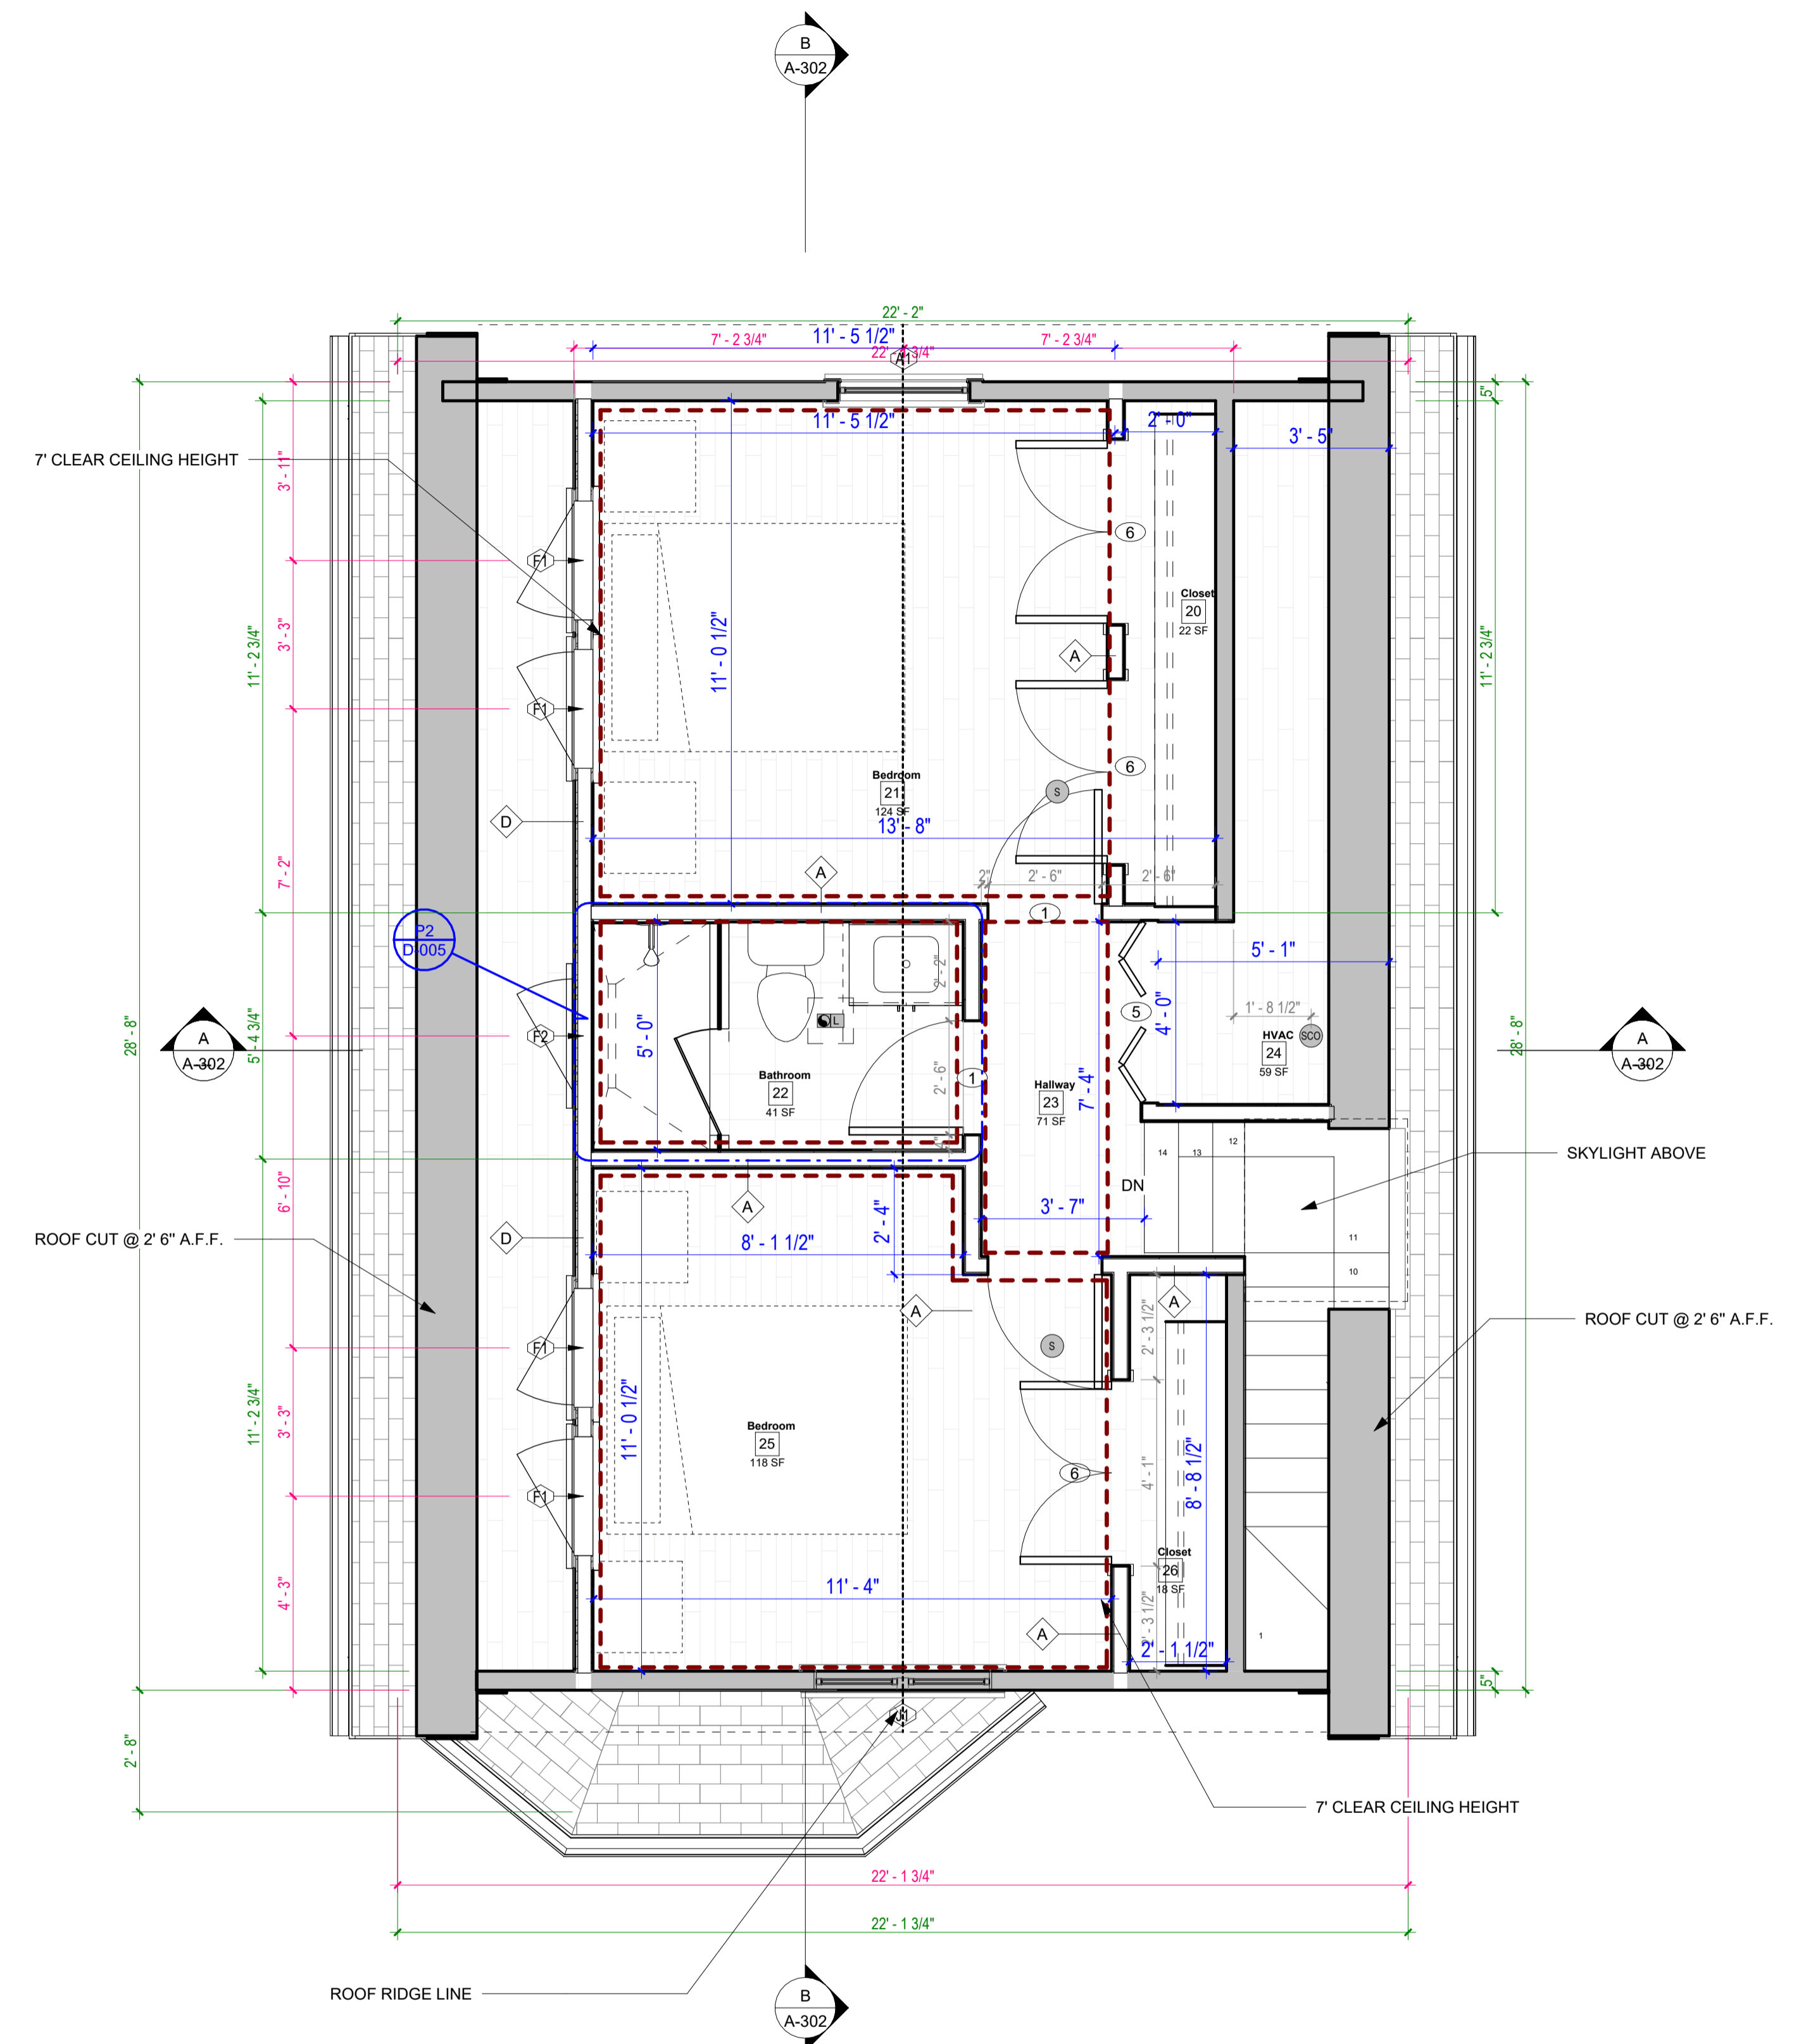 B
A-302
22' - 2"
7' - 2 3/4"
11' - 5 1/2"
7' - 2 3/4"
A1
5"
11' - 5 1/2"
2' - 0"
3' - 5"
7' CLEAR CEILING HEIGHT
3' - 11"
F1
6
Closet
20
22 SF
3' - 3"
11' - 2 3/4"
11' - 0 1/2"
A
11' - 2 3/4"
F1
6
Bedroom
21
124 SF
S
D
13' - 8"
7' - 2"
A
2"
2' - 6"
2' - 6"
1
P2
D-005
5' - 1"
2' - 2"
4' - 0"
5
1' - 8 1/2"
L
HVAC
24
59 SF
SCO
A
A-302
28' - 8"
5' - 4 3/4"
F2
5' - 0"
2' - 6"
1
Bathroom
22
41 SF
Hallway
23
71 SF
7' - 4"
28' - 8"
A
A-302
4"
14
13
12
SKYLIGHT ABOVE
DN
6' - 10"
A
2' - 4"
3' - 7"
ROOF CUT @ 2' 6" A.F.F.
D
8' - 1 1/2"
11
10
A
A
2' - 3 1/2"
ROOF CUT @ 2' 6" A.F.F.
F1
S
11' - 2 3/4"
3' - 3"
11' - 0 1/2"
Bedroom
25
118 SF
6
4' - 1"
8' - 8 1/2"
F1
Closet
26
18 SF
4' - 3"
11' - 4"
A
2' - 3 1/2"
2' - 1 1/2"
1
5"
J1
2' - 8"
7' CLEAR CEILING HEIGHT
22' - 1 3/4"
22' - 1 3/4"
ROOF RIDGE LINE
B
A-302